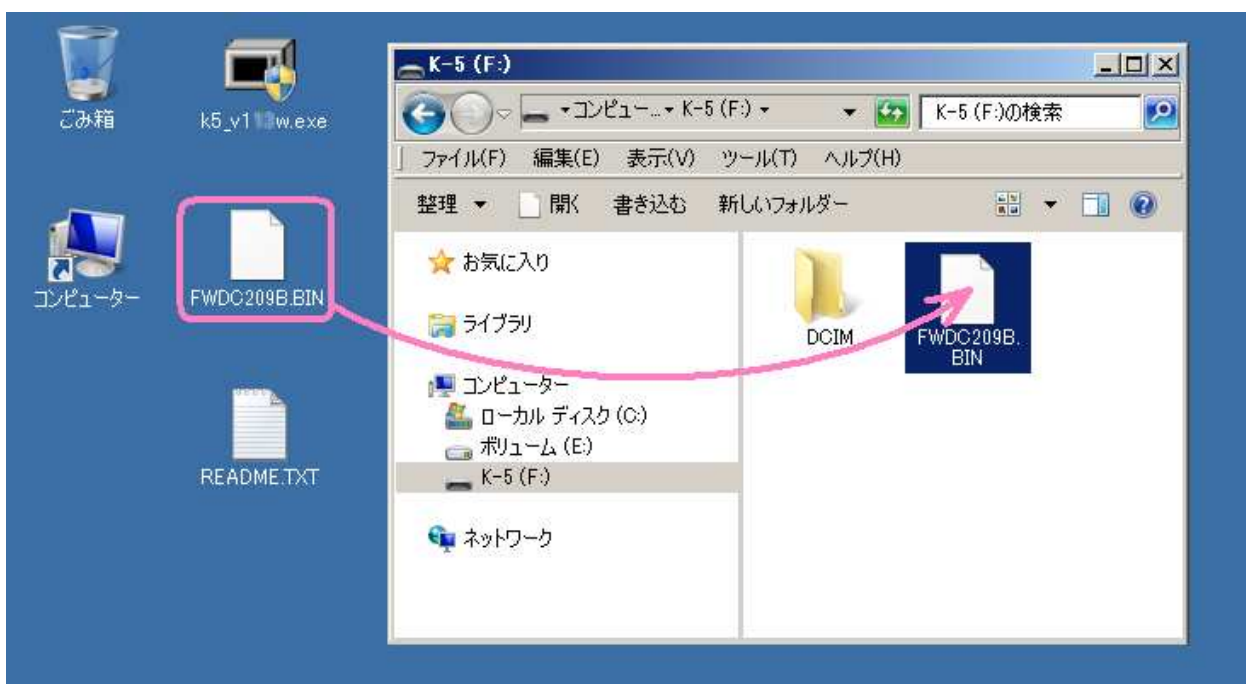 ごみ箱
コンピューター
FWDC209B.BIN
README.TXT
K-5 (F:)
コンピュー... K-5 (F:)
K-5 (F:)の検索
ファイル(F) 編集(E) 表示(V) ツール(T) ヘルプ(H)
整理 開く 書き込む 新しいフォルダー
お気に入り
ライブラリ
コンピューター
ローカル ディスク (C:)
ボリューム (E:)
K-5 (F:)
ネットワーク
DCIM
FWDC209B.
BIN